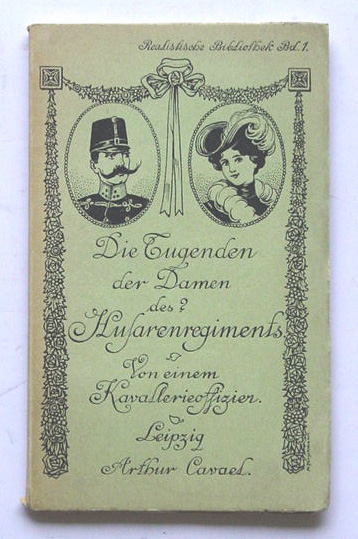 Realistische Bibliothek Bd. 1.
Die Tugenden
der Damen
des ?
Husarenregiments
Von einem
Kavallerieoffizier.
Leipzig
Arthur Cavael.